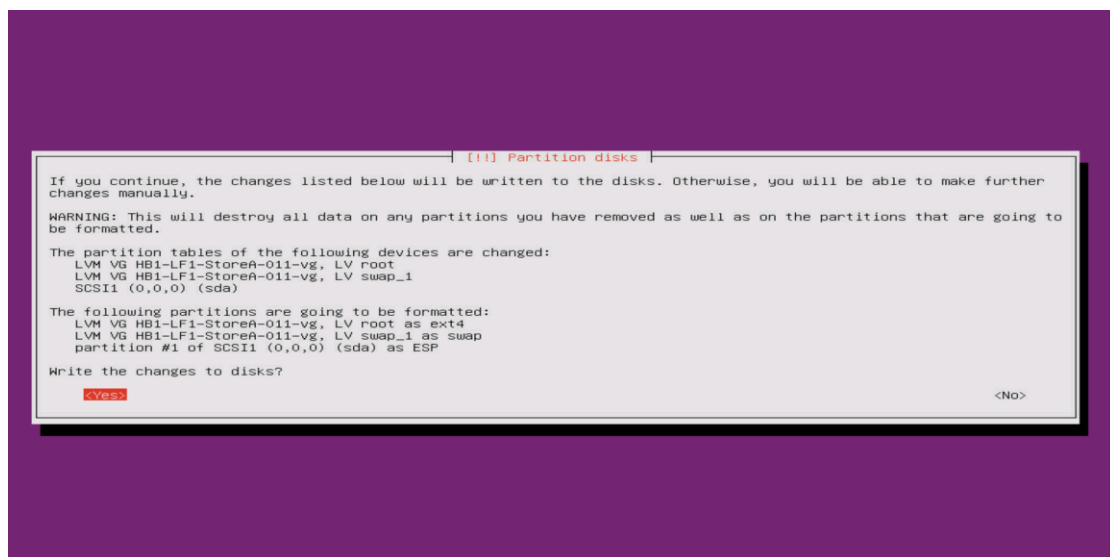 [!!] Partition disks
If you continue, the changes listed below will be written to the disks. Otherwise, you will be able to make further
changes manually.
WARNING: This will destroy all data on any partitions you have removed as well as on the partitions that are going to
be formatted.
The partition tables of the following devices are changed:
LVM VG HB1-LF1-StoreA-011-vg, LV root
LVM VG HB1-LF1-StoreA-011-vg, LV swap_1
SCSI1 (0,0,0) (sda)
The following partitions are going to be formatted:
LVM VG HB1-LF1-StoreA-011-vg, LV root as ext4
LVM VG HB1-LF1-StoreA-011-vg, LV swap_1 as swap
partition #1 of SCSI1 (0,0,0) (sda) as ESP
Write the changes to disks?
<Yes> <No>